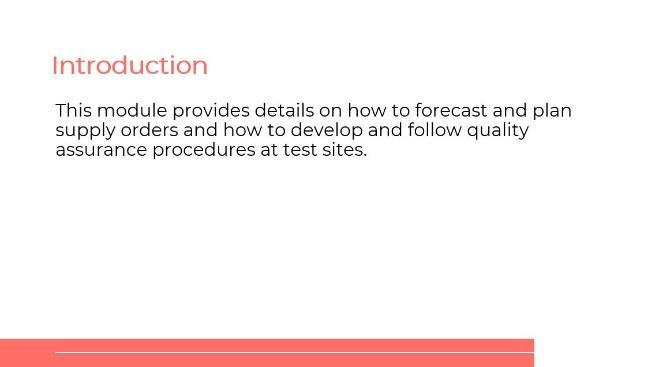 Introduction
This module provides details on how to forecast and plan
supply orders and how to develop and follow quality
assurance procedures at test sites.